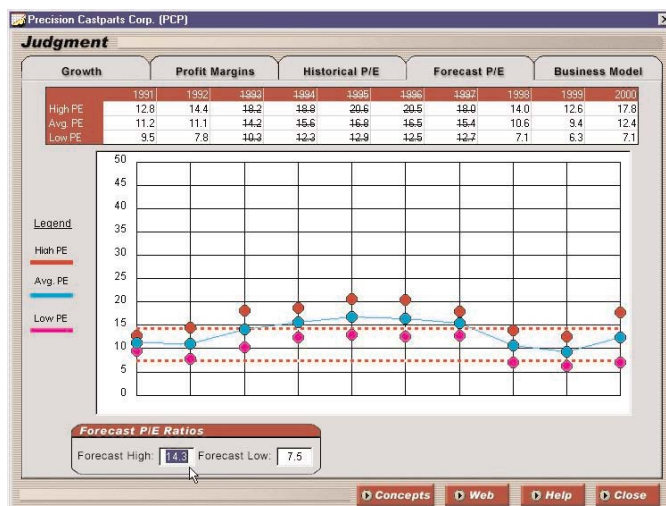 Precision Castparts Corp. (PCP)
Judgment
Growth Profit Margins Historical P/E Forecast P/E Business Model
1991 1992 1993 1994 1995 1996 1997 1998 1999 2000
High PE 12.8 14.4 18.2 18.8 20.6 20.5 18.0 14.0 12.6 17.8
Avg. PE 11.2 11.1 14.2 15.6 16.8 16.5 15.4 10.6 9.4 12.4
Low PE 9.5 7.8 10.3 12.3 12.9 12.5 12.7 7.1 6.3 7.1
50
45
40
35
30
25
20
15
10
5
0
Legend
High PE
Avg. PE
Low PE
Forecast P/E Ratios
Forecast High: 14.3 Forecast Low: 7.5
Concepts Web Help Close